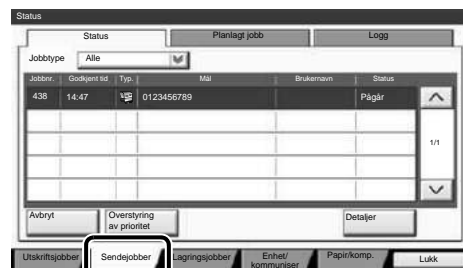 Status
Status Planlagt jobb Logg
Jobbtype Alle
Jobbnr. Godkjent tid Typ. Mål Brukernavn Status
438 14:47 0123456789 Pågår
1/1
Avbryt Overstyring av prioritet Detaljer
Utskriftsjobber Sendejobber Lagringsjobber Enhet/ kommuniser Papir/komp. Lukk